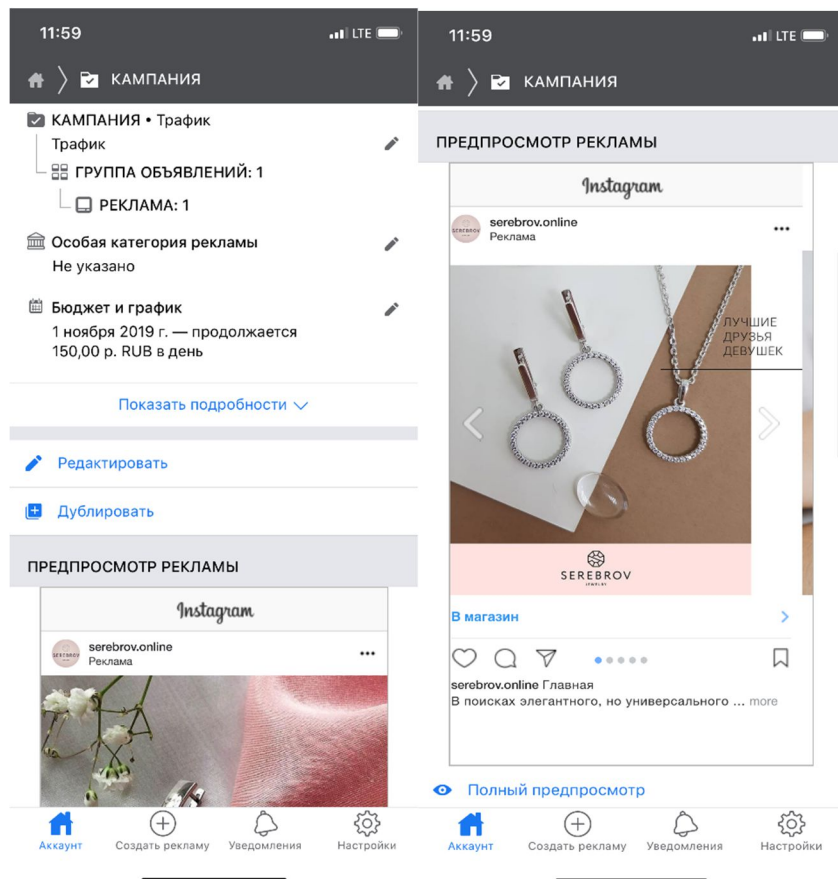 11:59
LTE
КАМПАНИЯ
КАМПАНИЯ • Трафик
Трафик
ГРУППА ОБЪЯВЛЕНИЙ: 1
РЕКЛАМА: 1
Особая категория рекламы
Не указано
Бюджет и график
1 ноября 2019 г. — продолжается
150,00 р. RUB в день
Показать подробности
Редактировать
Дублировать
ПРЕДПРОСМОТР РЕКЛАМЫ
Instagram
SEREBROV
serebrov.online
Реклама
Аккаунт
Создать рекламу
Уведомления
Настройки
11:59
LTE
КАМПАНИЯ
ПРЕДПРОСМОТР РЕКЛАМЫ
Instagram
SEREBROV
serebrov.online
Реклама
ЛУЧШИЕ
ДРУЗЬЯ
ДЕВУШЕК
SEREBROV
JEWELRY
В магазин
serebrov.online Главная
В поисках элегантного, но универсального ... more
Полный предпросмотр
Аккаунт
Создать рекламу
Уведомления
Настройки